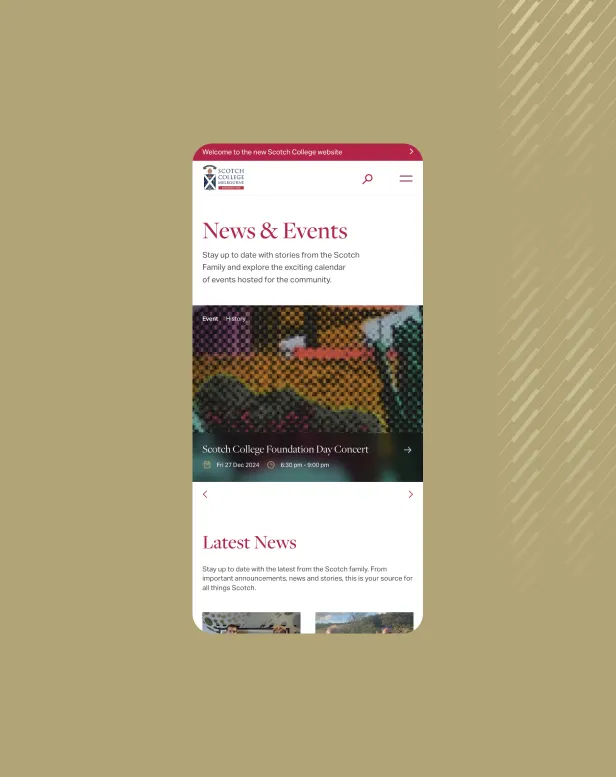 Welcome to the new Scotch College website
SCOTCH
COLLEGE
MELBOURNE
News & Events
Stay up to date with stories from the Scotch
Family and explore the exciting calendar
of events hosted for the community.
Event History
Scotch College Foundation Day Concert
Fri 27 Dec 2024 6:30 pm - 9:00 pm
Latest News
Stay up to date with the latest from the Scotch family. From
important announcements, news and stories, this is your source for
all things Scotch.